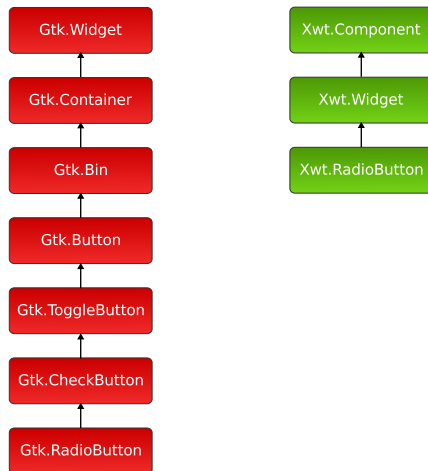 Gtk.Widget
Gtk.Container
Gtk.Bin
Gtk.Button
Gtk.ToggleButton
Gtk.CheckButton
Gtk.RadioButton
Xwt.Component
Xwt.Widget
Xwt.RadioButton